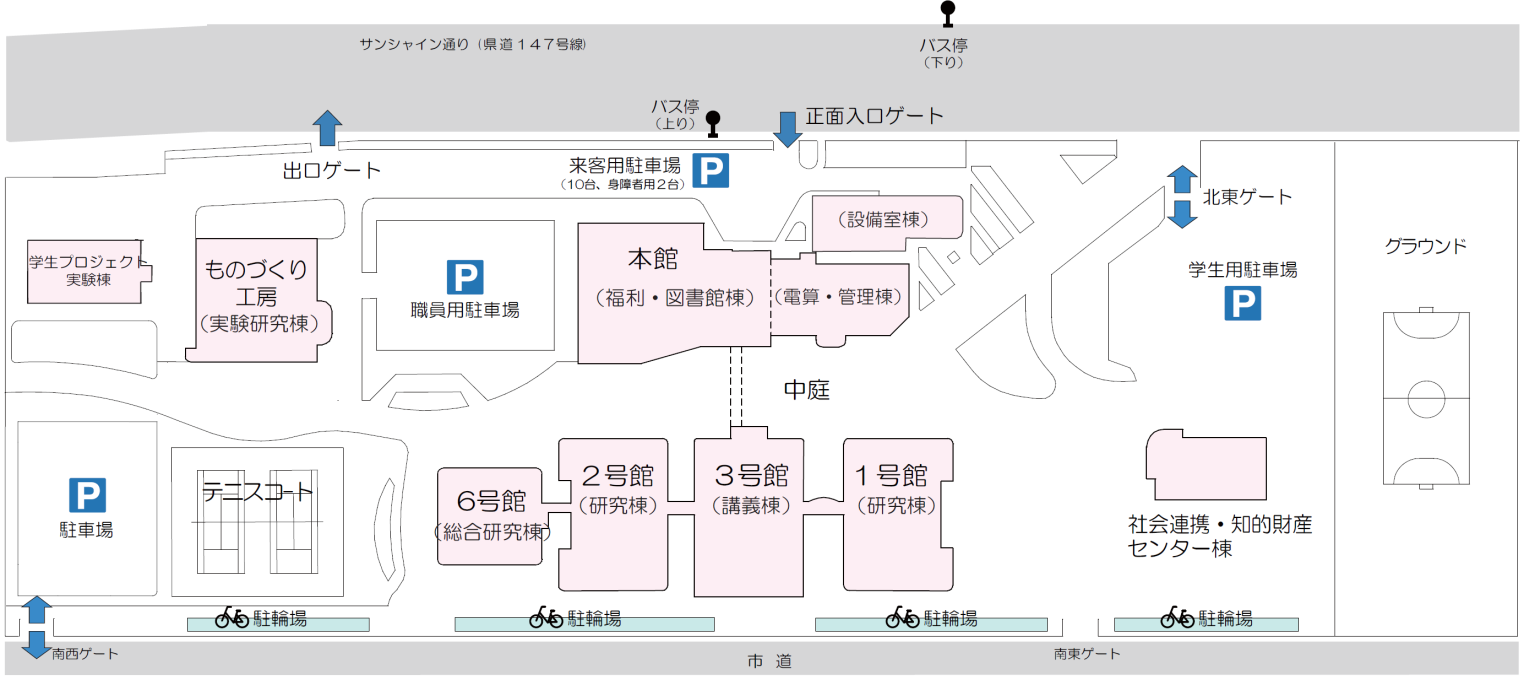 サンシャイン通り（県道１４７号線）
バス停
（下り）
バス停
（上り）
正面入口ゲート
出口ゲート
来客用駐車場
（10台、身障者用２台）
P
北東ゲート
（設備室棟）
グラウンド
学生プロジェクト
実験棟
ものづくり
工房
（実験研究棟）
P
職員用駐車場
本館
（福利・図書館棟）
（電算・管理棟）
学生用駐車場
P
中庭
P
駐車場
テニスコート
６号館
（総合研究棟）
２号館
（研究棟）
３号館
（講義棟）
１号館
（研究棟）
社会連携・知的財産
センター棟
駐輪場
駐輪場
駐輪場
駐輪場
南西ゲート
市道
南東ゲート